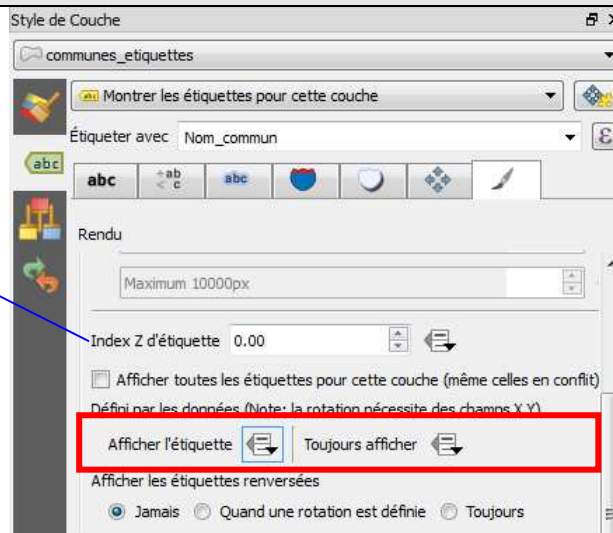 Style de Couche
communes_etiquettes
Montrer les étiquettes pour cette couche
Étiqueter avec Nom_commun
abc
abc +ab < c abc
Rendu
Maximum 10000px
Index Z d'étiquette 0.00
Afficher toutes les étiquettes pour cette couche (même celles en conflit)
Défini par les données (Note: la rotation nécessite des champs X Y)
Afficher l'étiquette Toujours afficher
Afficher les étiquettes renversées
Jamais Quand une rotation est définie Toujours